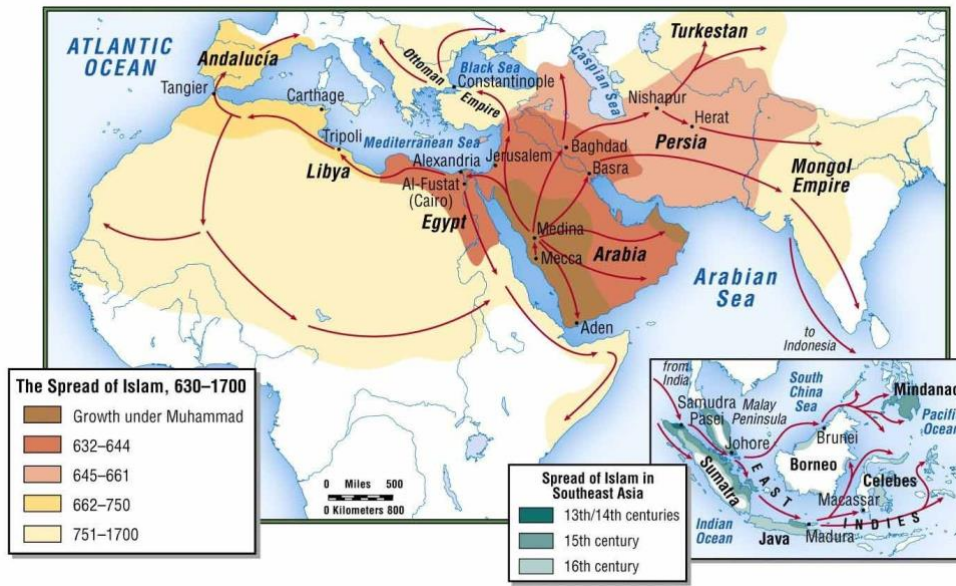 ATLANTIC
OCEAN
Andalucía
Tangier
Carthage
Tripoli
Mediterranean Sea
Libya
Alexandria
Al-Fustat
(Cairo)
Egypt
Jerusalem
Ottoman
Empire
Black Sea
Constantinople
Caspian Sea
Turkestan
Nishapur
Herat
Persia
Baghdad
Basra
Mongol
Empire
Medina
Mecca
Arabia
Aden
Arabian
Sea
to
Indonesia
The Spread of Islam, 630–1700
Growth under Muhammad
632–644
645–661
662–750
751–1700
0 Miles 500
0 Kilometers 800
Spread of Islam in
Southeast Asia
13th/14th centuries
15th century
16th century
from
India
Samudra
Pasei
Malay
Peninsula
South
China
Sea
Mindanao
Pacific
Ocean
Johore
Brunei
Borneo
Sumatra
EAST
INDIES
Celebes
Macassar
Indian
Ocean
Java
Madura